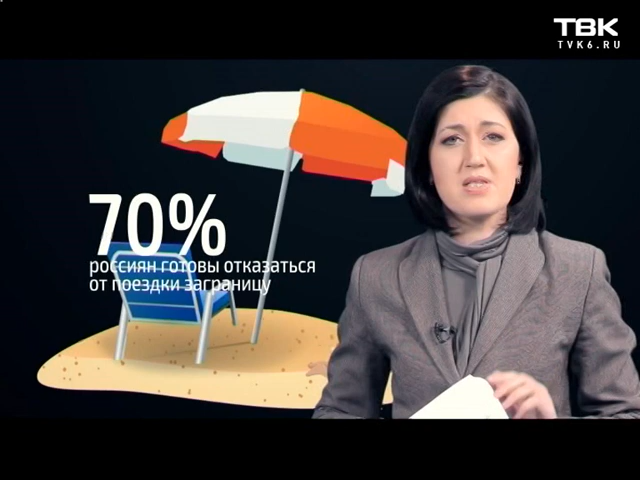 ТВК
TVK6.RU
70%
россиян готовы отказаться
от поездки заграницу